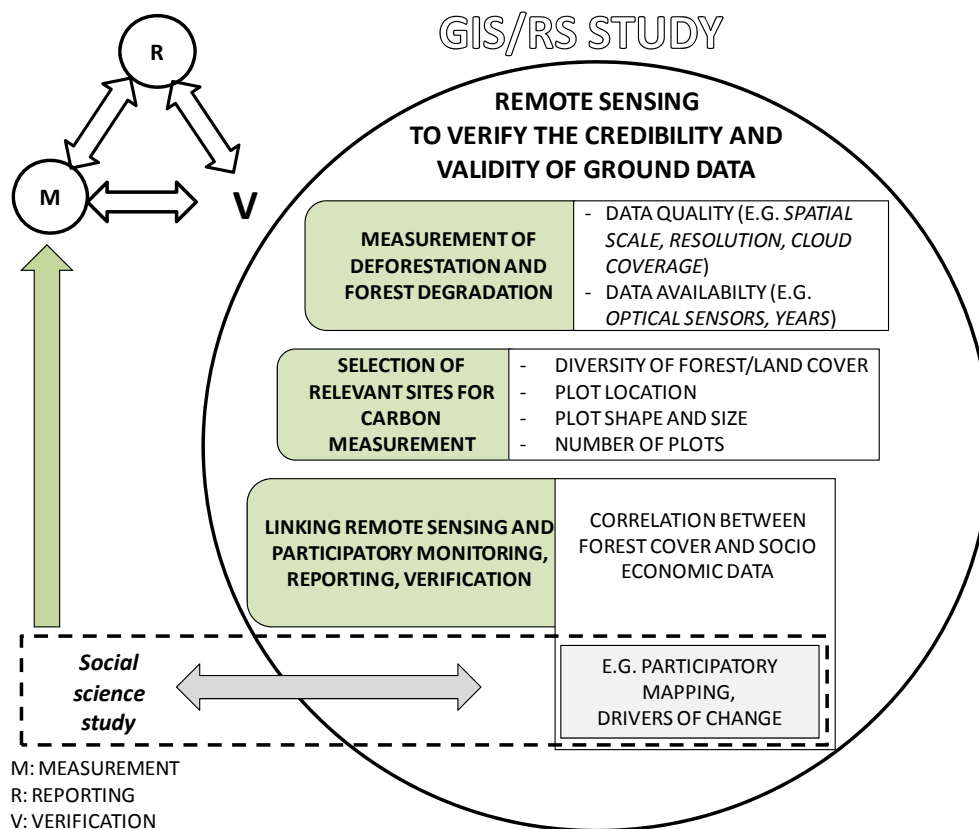 GIS/RS STUDY
R
M
V
REMOTE SENSING
TO VERIFY THE CREDIBILITY AND
VALIDITY OF GROUND DATA
MEASUREMENT OF
DEFORESTATION AND
FOREST DEGRADATION
- DATA QUALITY (E.G. SPATIAL
SCALE, RESOLUTION, CLOUD
COVERAGE)
- DATA AVAILABILTY (E.G.
OPTICAL SENSORS, YEARS)
SELECTION OF
RELEVANT SITES FOR
CARBON
MEASUREMENT
- DIVERSITY OF FOREST/LAND COVER
- PLOT LOCATION
- PLOT SHAPE AND SIZE
- NUMBER OF PLOTS
LINKING REMOTE SENSING AND
PARTICIPATORY MONITORING,
REPORTING, VERIFICATION
CORRELATION BETWEEN
FOREST COVER AND SOCIO
ECONOMIC DATA
Social
science
study
E.G. PARTICIPATORY
MAPPING,
DRIVERS OF CHANGE
M: MEASUREMENT
R: REPORTING
V: VERIFICATION